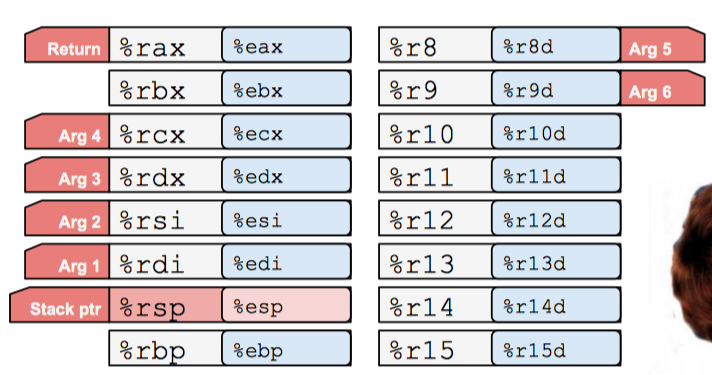 Return %rax %eax %r8 %r8d Arg 5
%rbx %ebx %r9 %r9d Arg 6
Arg 4 %rcx %ecx %r10 %r10d
Arg 3 %rdx %edx %r11 %r11d
Arg 2 %rsi %esi %r12 %r12d
Arg 1 %rdi %edi %r13 %r13d
Stack ptr %rsp %esp %r14 %r14d
%rbp %ebp %r15 %r15d